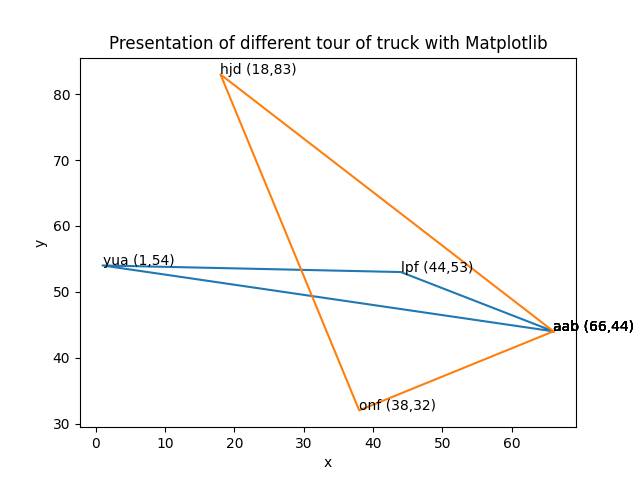 Presentation of different tour of truck with Matplotlib
hjd (18,83)
yua (1,54)
lpf (44,53)
aab (66,44)
onf (38,32)
y
80
70
60
50
40
30
0 10 20 30 40 50 60
x